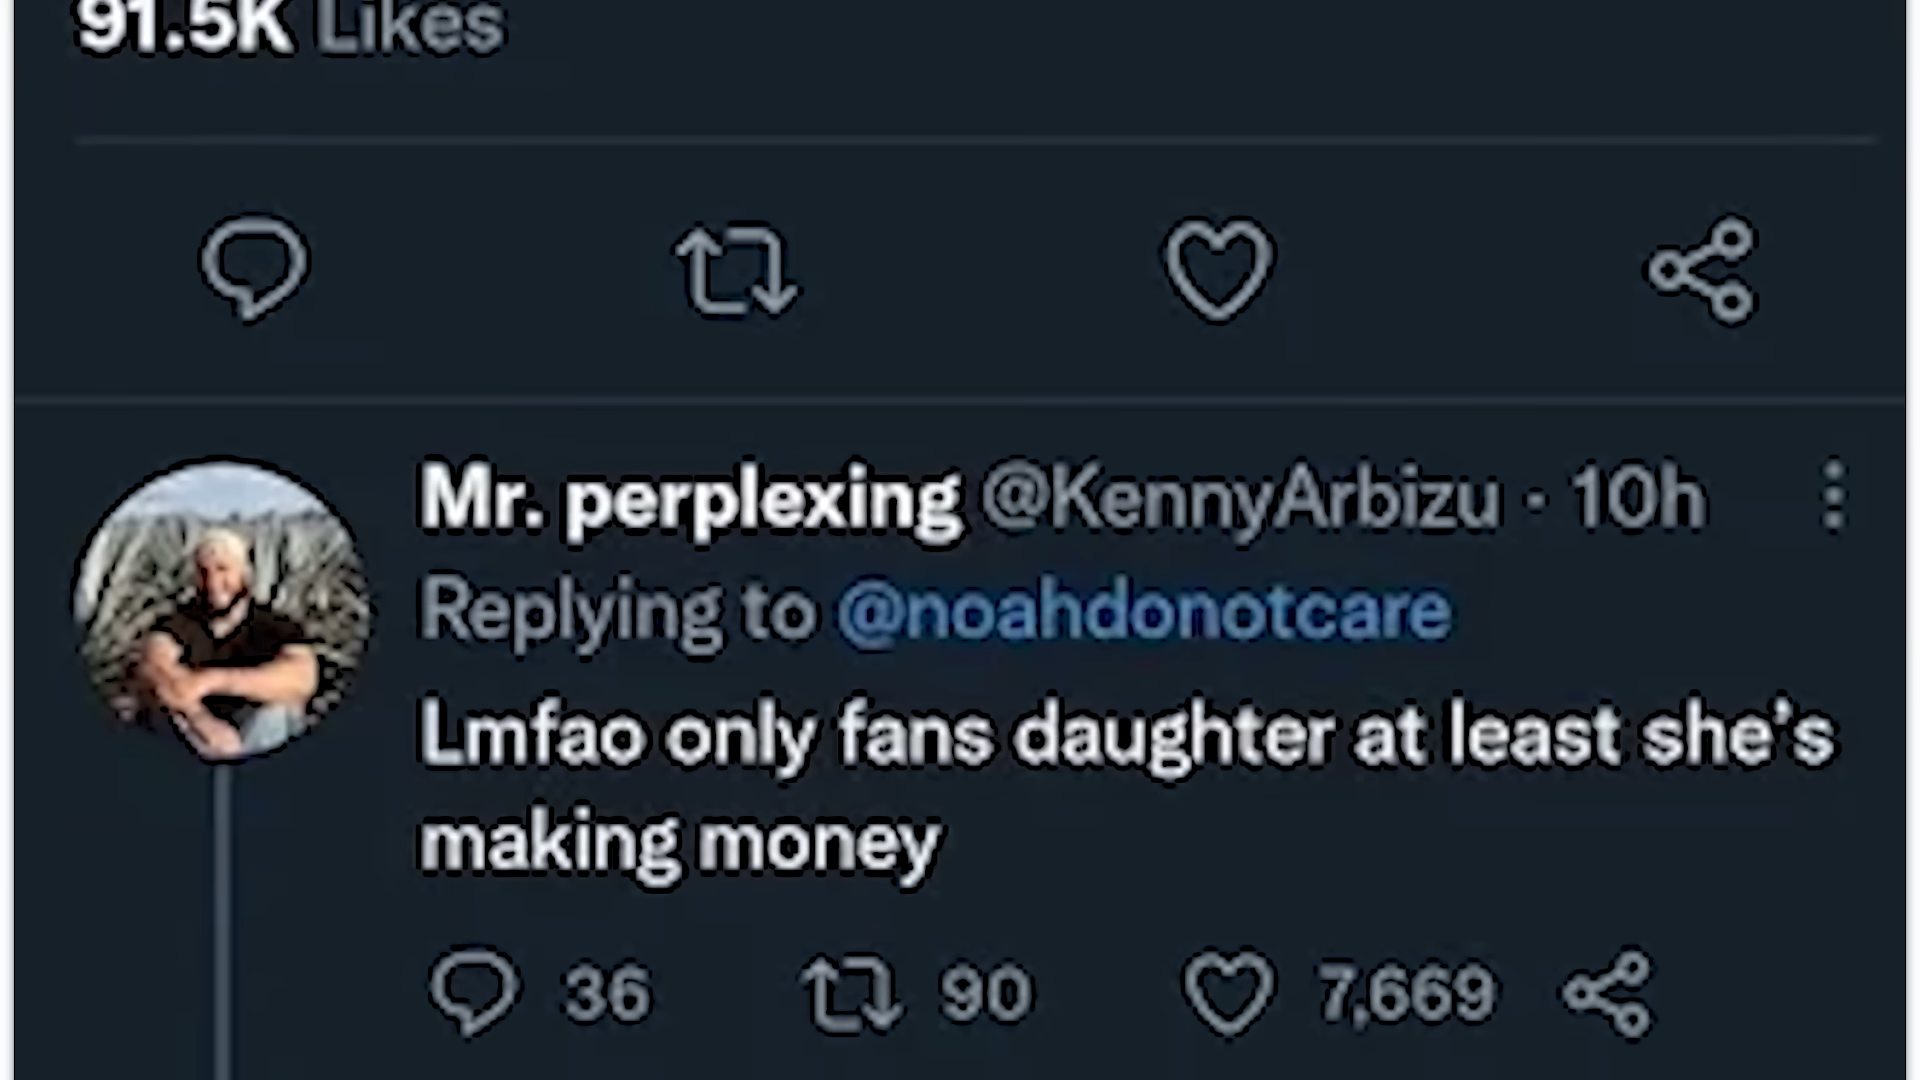 91.5K Likes
Mr. perplexing @KennyArbizu · 10h
Replying to @noahdonotcare
Lmfao only fans daughter at least she's
making money
36 90 7,669